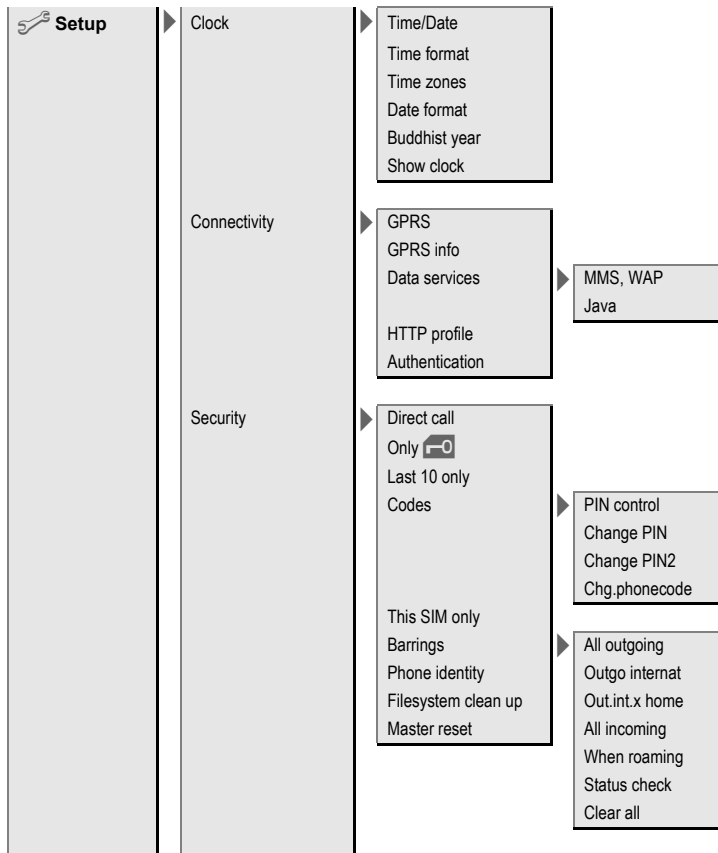 Setup
Clock
Time/Date
Time format
Time zones
Date format
Buddhist year
Show clock
Connectivity
GPRS
GPRS info
Data services
MMS, WAP
Java
HTTP profile
Authentication
Security
Direct call
Only
Last 10 only
Codes
PIN control
Change PIN
Change PIN2
Chg.phonecode
This SIM only
Barrings
All outgoing
Outgo internat
Out.int.x home
All incoming
When roaming
Status check
Clear all
Phone identity
Filesystem clean up
Master reset